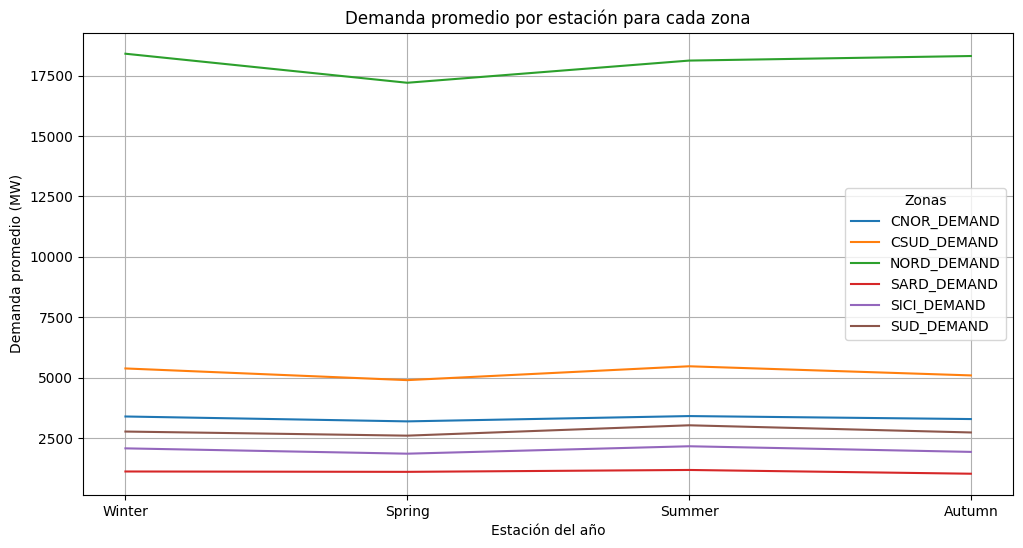 Demanda promedio por estación para cada zona
Demanda promedio (MW)
17500
15000
12500
10000
7500
5000
2500
Zonas
CNOR_DEMAND
CSUD_DEMAND
NORD_DEMAND
SARD_DEMAND
SICI_DEMAND
SUD_DEMAND
Winter
Spring
Summer
Autumn
Estación del año